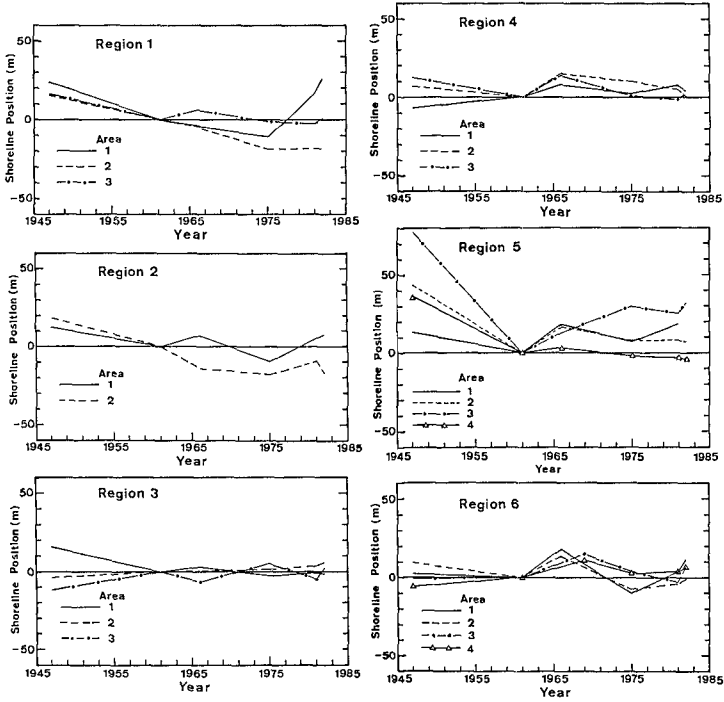 Region 1
Shoreline Position (m)
50
0
-50
Area
1
2
3
1945 1955 1965 1975 1985
Year
Region 2
Shoreline Position (m)
50
0
-50
Area
1
2
1945 1955 1965 1975 1985
Year
Region 3
Shoreline Position (m)
50
0
-50
Area
1
2
3
1945 1955 1965 1975 1985
Year
Region 4
Shoreline Position (m)
50
0
-50
Area
1
2
3
1945 1955 1965 1975 1985
Year
Region 5
Shoreline Position (m)
50
0
-50
Area
1
2
3
4
1945 1955 1965 1975 1985
Year
Region 6
Shoreline Position (m)
50
0
-50
Area
1
2
3
4
1945 1955 1965 1975 1985
Year